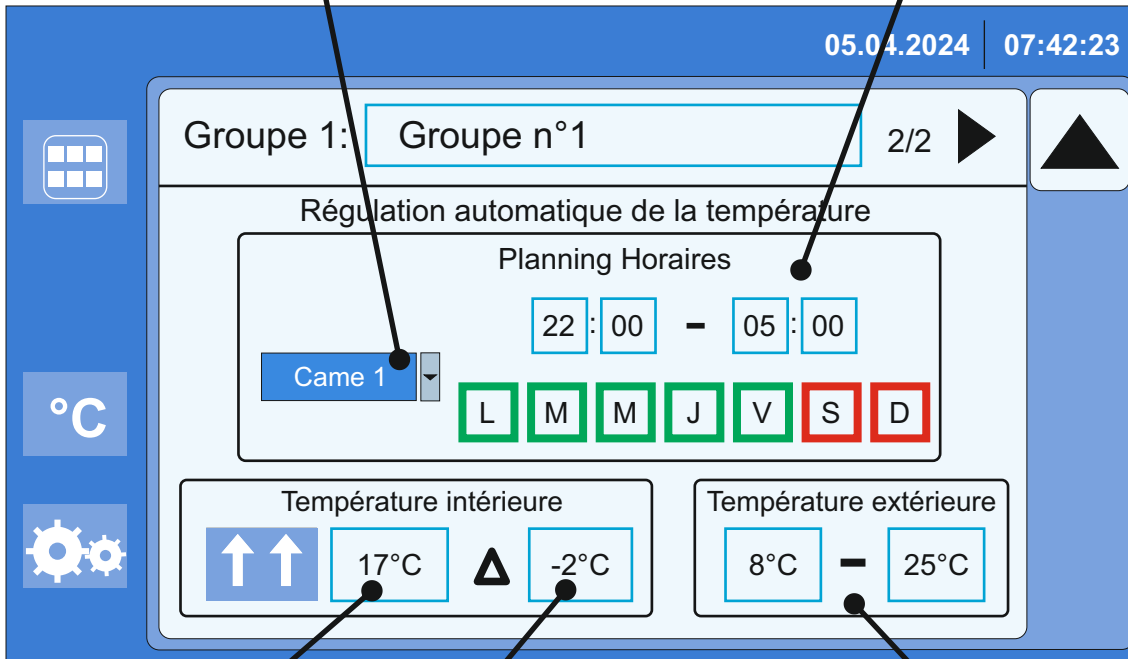 05.04.2024 07:42:23
Groupe 1: Groupe n°1 2/2
Régulation automatique de la température
Planning Horaires
22 : 00 - 05 : 00
Came 1
L M M J V S D
°C
Température intérieure Température extérieure
17°C Δ -2°C 8°C - 25°C